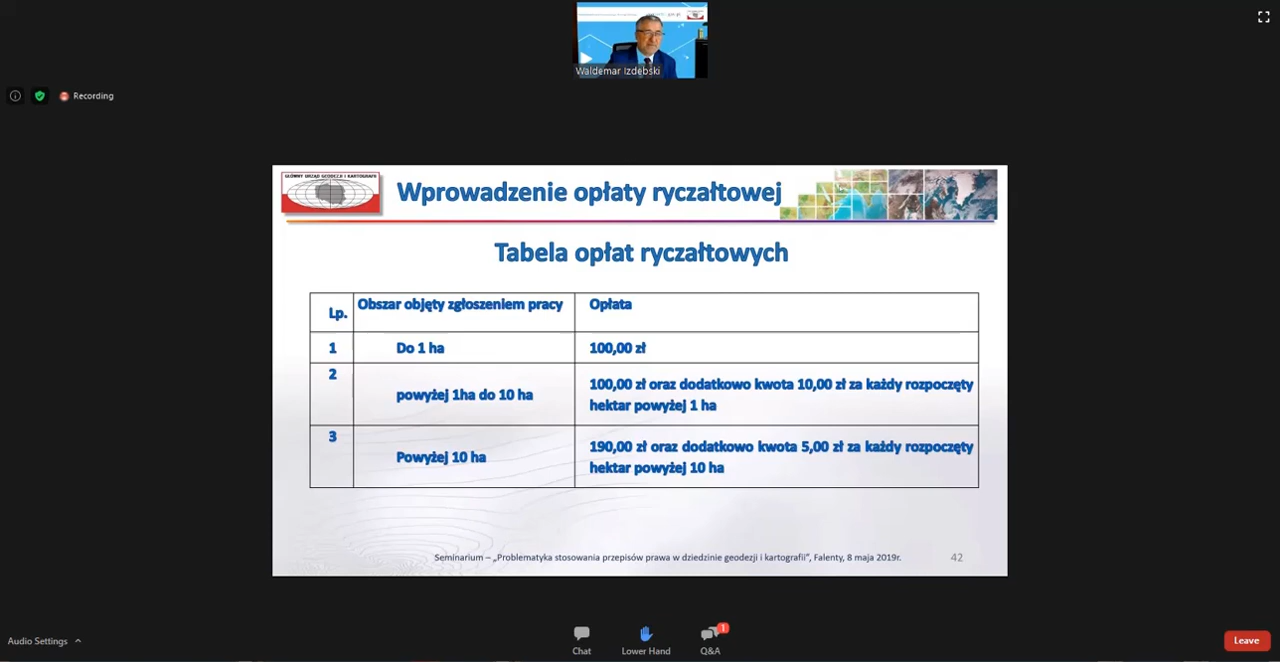 Waldemar Izdebski
Recording
GŁÓWNY URZĄD GEODEZJI I KARTOGRAFII
Wprowadzenie opłaty ryczałtowej
Tabela opłat ryczałtowych
Lp.
Obszar objęty zgłoszeniem pracy
Opłata
1
Do 1 ha
100,00 zł
2
powyżej 1ha do 10 ha
100,00 zł oraz dodatkowo kwota 10,00 zł za każdy rozpoczęty
hektar powyżej 1 ha
3
Powyżej 10 ha
190,00 zł oraz dodatkowo kwota 5,00 zł za każdy rozpoczęty
hektar powyżej 10 ha
Seminarium – „Problematyka stosowania przepisów prawa w dziedzinie geodezji i kartografii”, Falenty, 8 maja 2019r.
42
Audio Settings
Chat
Lower Hand
1
Q&A
Leave